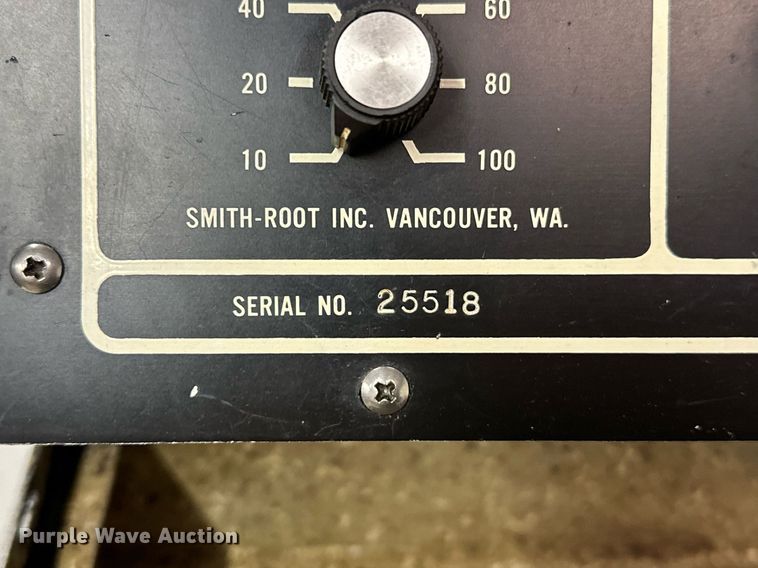 40 60
20 80
10 100
SMITH-ROOT INC. VANCOUVER, WA.
SERIAL NO. 25518
Purple Wave Auction